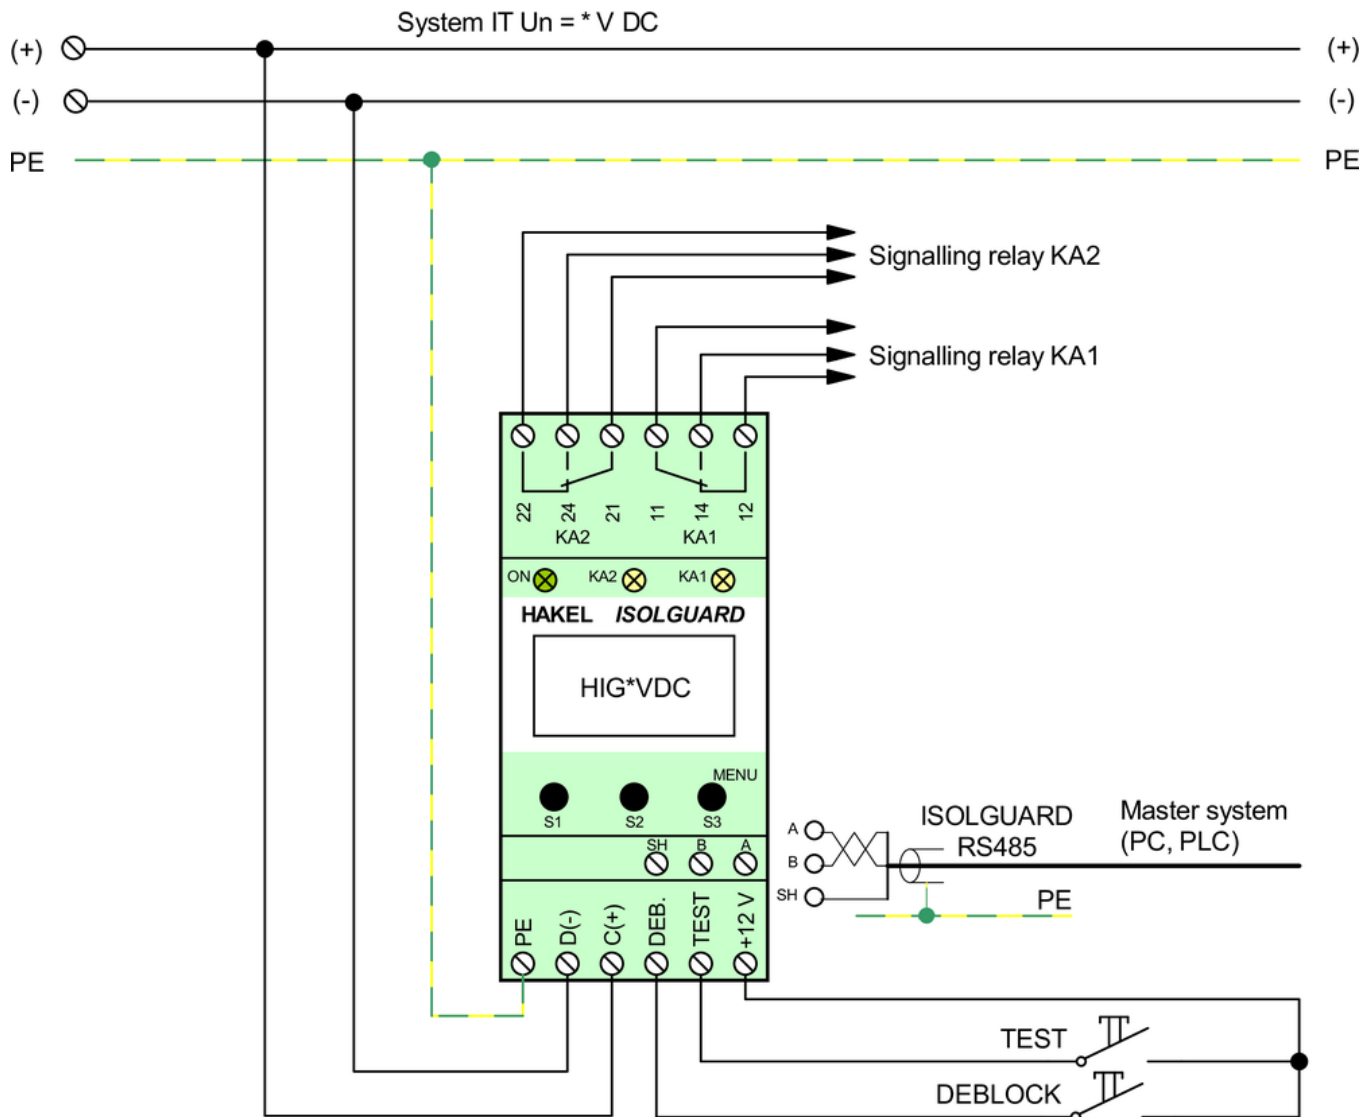 System IT Un = * V DC
(+) (+)
(-) (-)
PE PE
Signalling relay KA2
Signalling relay KA1
22 24 21 11 14 12
KA2 KA1
ON KA2 KA1
HAKEL ISOLGUARD
HIG*VDC
MENU
S1 S2 S3
SH B A
A
B
SH
ISOLGUARD
RS485
Master system
(PC, PLC)
PE
PE D(-) C(+) DEB. TEST +12 V
TEST
DEBLOCK